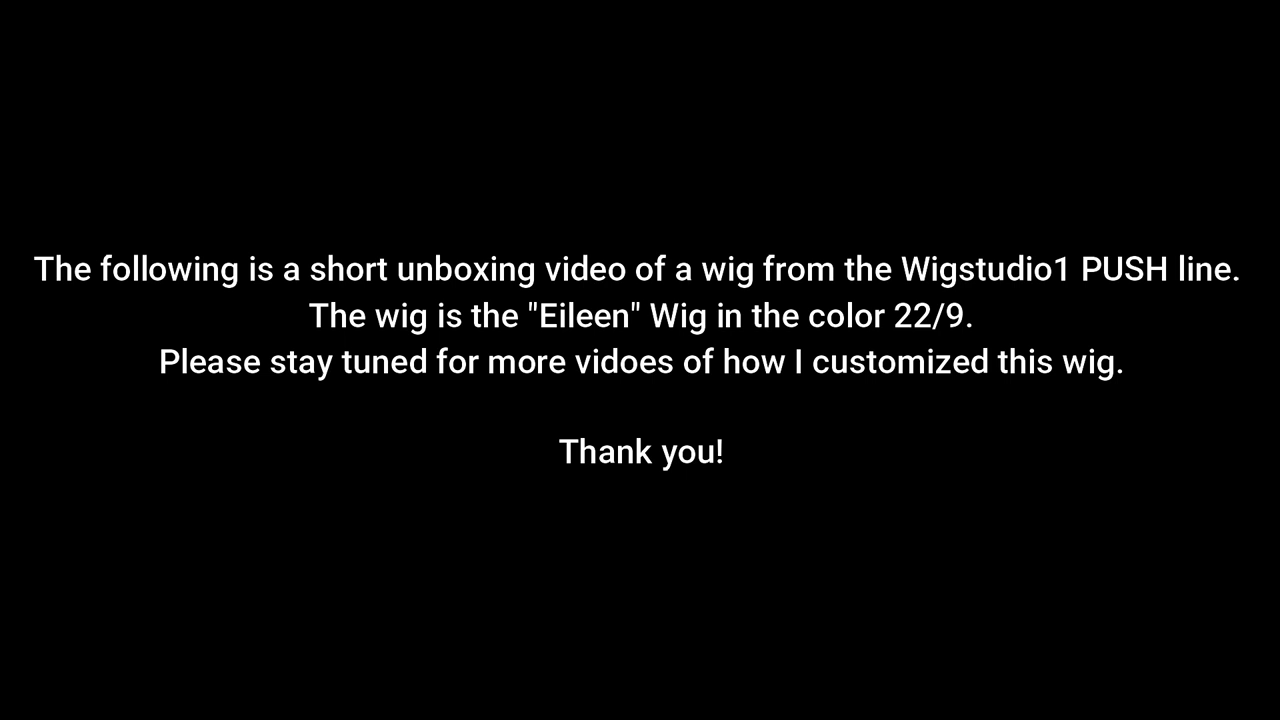 The following is a short unboxing video of a wig from the Wigstudio1 PUSH line.
The wig is the "Eileen" Wig in the color 22/9.
Please stay tuned for more vidoes of how I customized this wig.
Thank you!